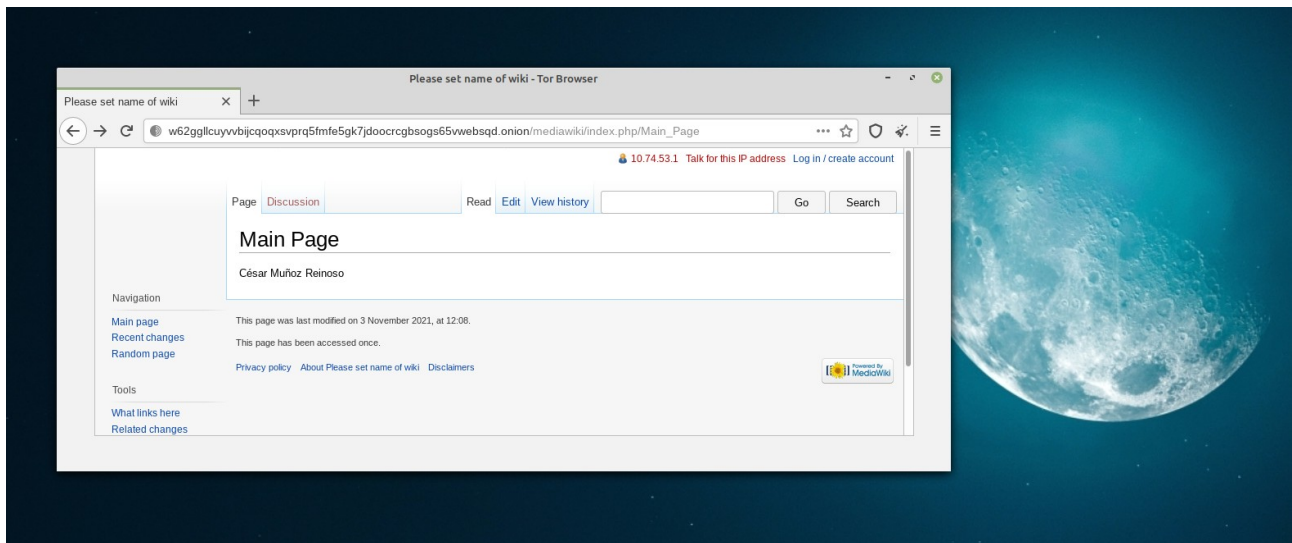 Please set name of wiki - Tor Browser
Please set name of wiki
w62ggllcuyvvbijcqoqxsvprq5fmfe5gk7jdoocrcgbsogs65vwebsqd.onion/mediawiki/index.php/Main_Page
10.74.53.1 Talk for this IP address Log in / create account
Page Discussion Read Edit View history Go Search
Main Page
César Muñoz Reinoso
Navigation
Main page
Recent changes
Random page
Tools
What links here
Related changes
This page was last modified on 3 November 2021, at 12:08.
This page has been accessed once.
Privacy policy About Please set name of wiki Disclaimers
Powered By
MediaWiki